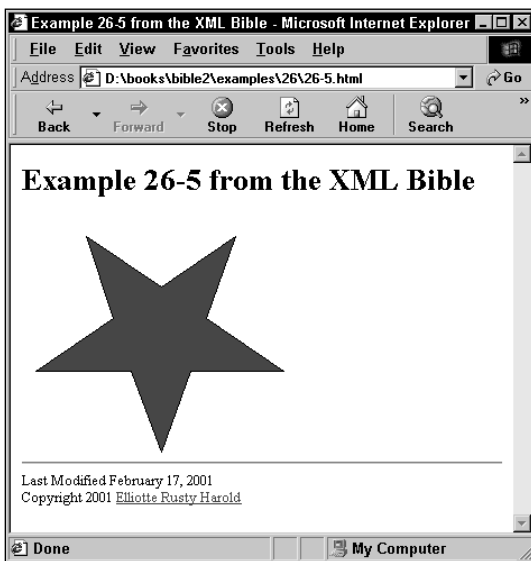 Example 26-5 from the XML Bible - Microsoft Internet Explorer
File Edit View Favorites Tools Help
Address D:\books\bible2\examples\26\26-5.html Go
Back Forward Stop Refresh Home Search »
Example 26-5 from the XML Bible
Last Modified February 17, 2001
Copyright 2001 Elliotte Rusty Harold
Done My Computer